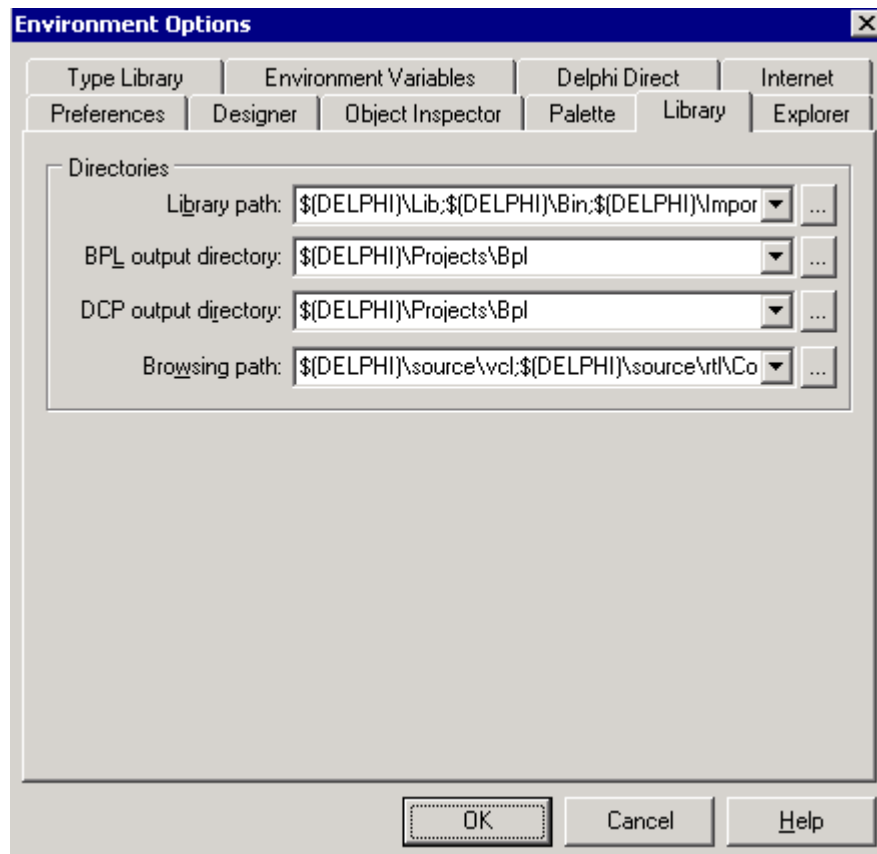 Environment Options
Type Library Environment Variables Delphi Direct Internet
Preferences Designer Object Inspector Palette Library Explorer
Directories
Library path: $(DELPHI)\Lib;$(DELPHI)\Bin;$(DELPHI)\Impor ...
BPL output directory: $(DELPHI)\Projects\Bpl ...
DCP output directory: $(DELPHI)\Projects\Bpl ...
Browsing path: $(DELPHI)\source\vcl;$(DELPHI)\source\rtl\Co ...
OK Cancel Help